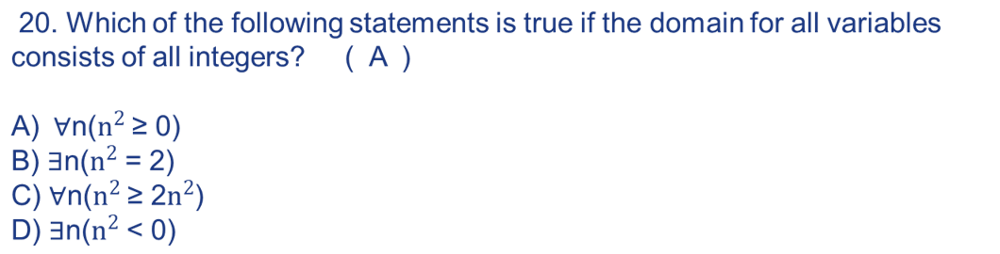 20. Which of the following statements is true if the domain for all variables
consists of all integers? ( A )
A) ∀n(n² ≥ 0)
B) ∃n(n² = 2)
C) ∀n(n² ≥ 2n²)
D) ∃n(n² < 0)